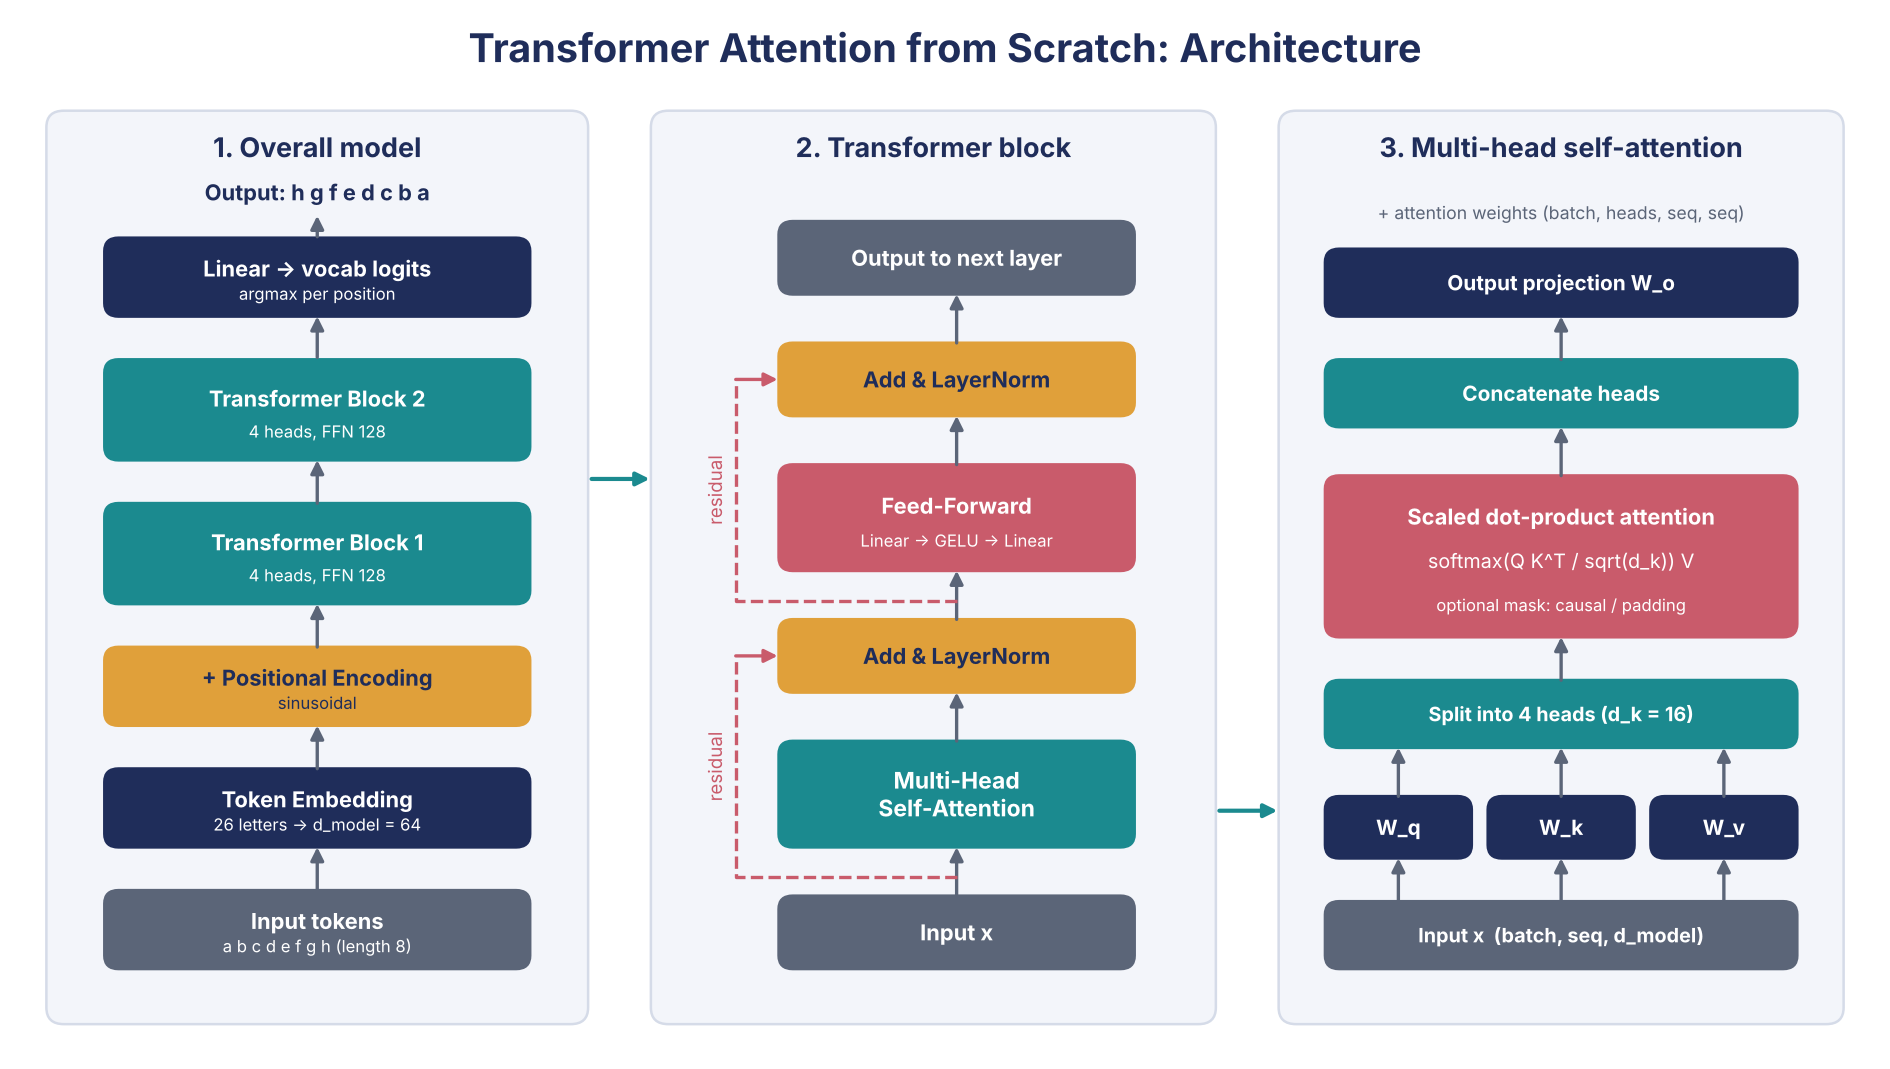 Transformer Attention from Scratch: Architecture
1. Overall model
Output: h g f e d c b a
Linear → vocab logits
argmax per position
Transformer Block 2
4 heads, FFN 128
Transformer Block 1
4 heads, FFN 128
+ Positional Encoding
sinusoidal
Token Embedding
26 letters → d_model = 64
Input tokens
a b c d e f g h (length 8)
2. Transformer block
Output to next layer
Add & LayerNorm
residual
Feed-Forward
Linear → GELU → Linear
Add & LayerNorm
residual
Multi-Head
Self-Attention
Input x
3. Multi-head self-attention
+ attention weights (batch, heads, seq, seq)
Output projection W_o
Concatenate heads
Scaled dot-product attention
softmax(Q K^T / sqrt(d_k)) V
optional mask: causal / padding
Split into 4 heads (d_k = 16)
W_q W_k W_v
Input x (batch, seq, d_model)